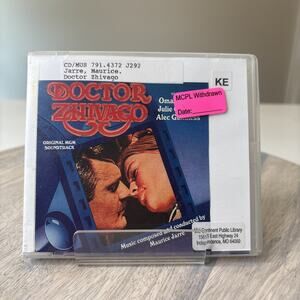 CD/MUS 791.4372 J292
Jarre, Maurice.
Doctor Zhivago
KE
MCPL Withdrawn
Date:
DOCTOR
ZHIVAGO
Omar
Julie
Alec Guinness
ORIGINAL MGM
SOUNDTRACK
Music composed and conducted by
Maurice Jarre
Mid-Continent Public Library
East Highway 24
Independence, MO 64050